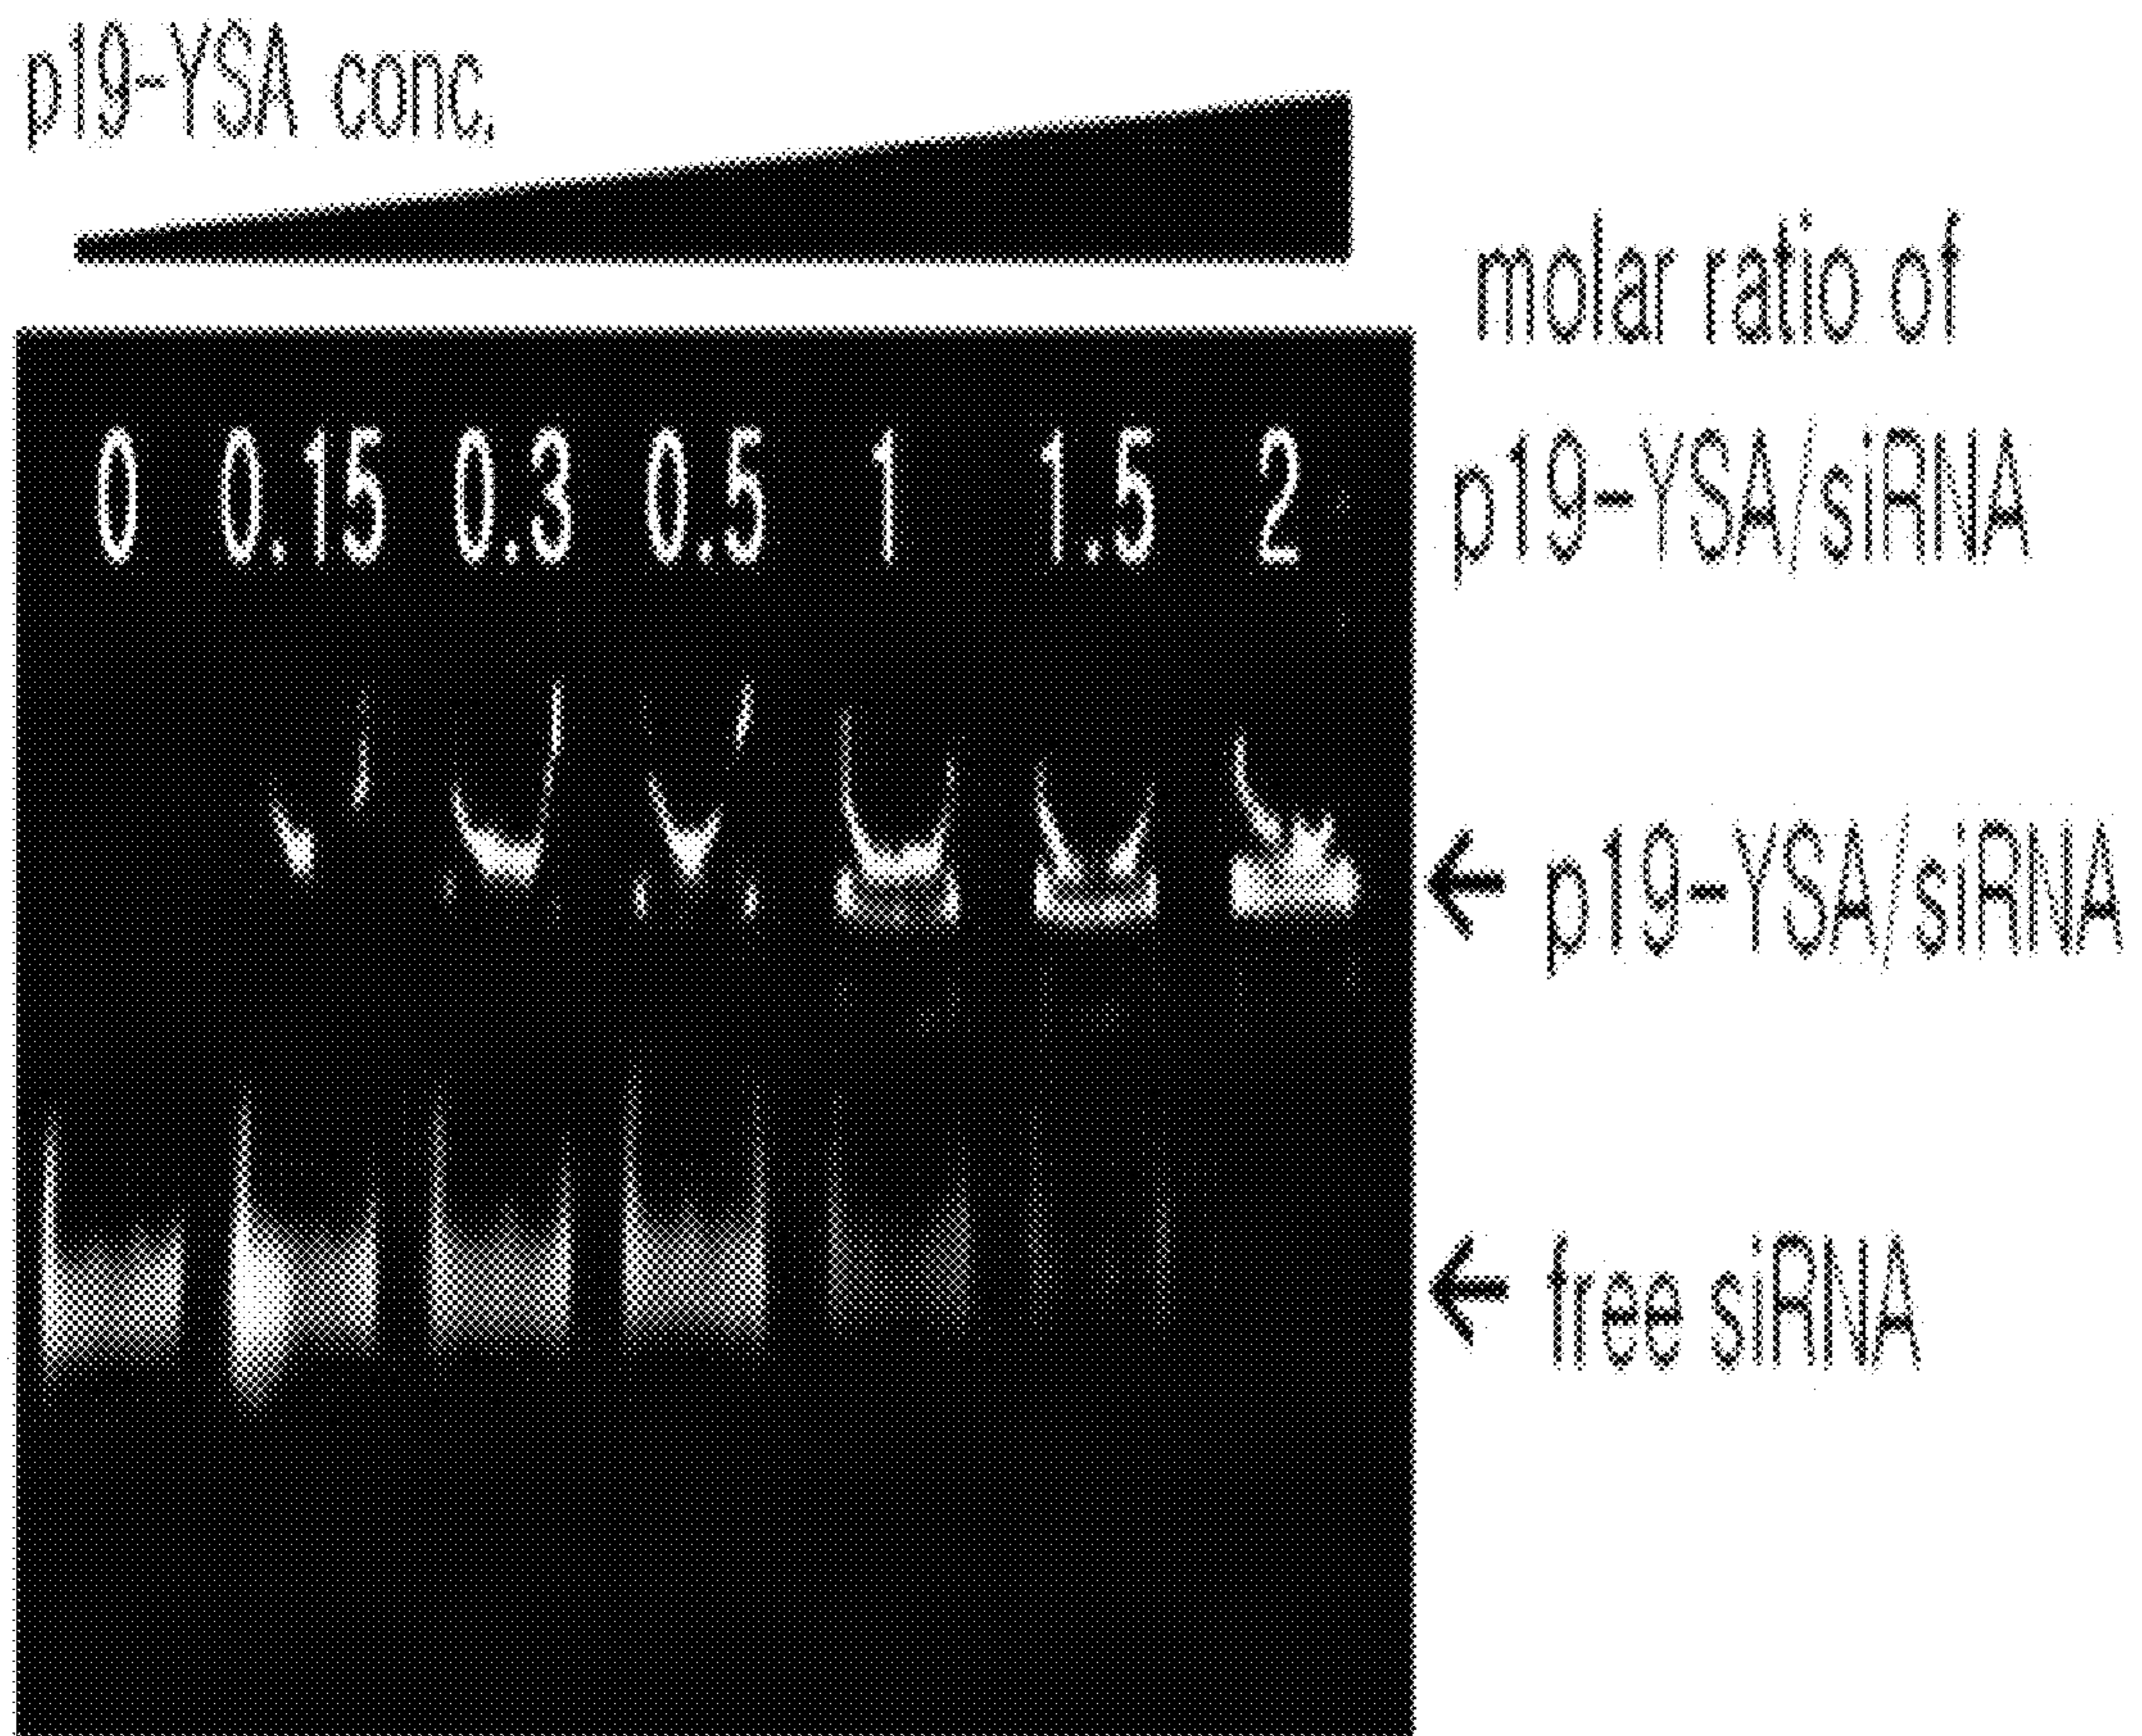 p19-YSA conc.
molar ratio of
0 0.15 0.3 0.5 1 1.5 2 p19-YSA/siRNA
← p19-YSA/siRNA
← free siRNA